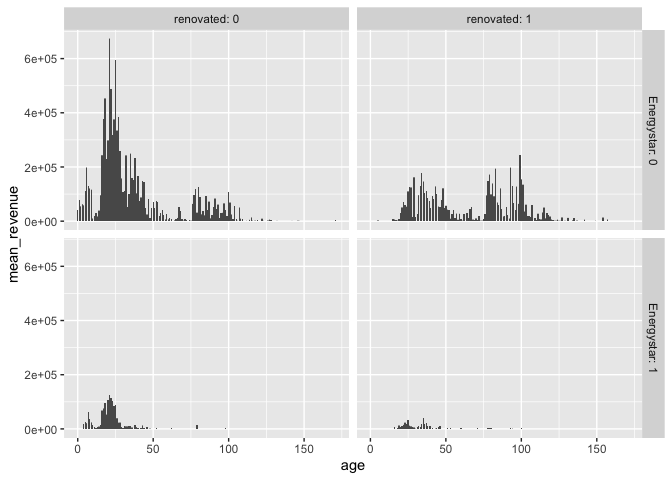 renovated: 0
renovated: 1
6e+05
4e+05
2e+05
0e+00
Energystar: 0
6e+05
4e+05
2e+05
0e+00
Energystar: 1
mean_revenue
0
50
100
150
0
50
100
150
age